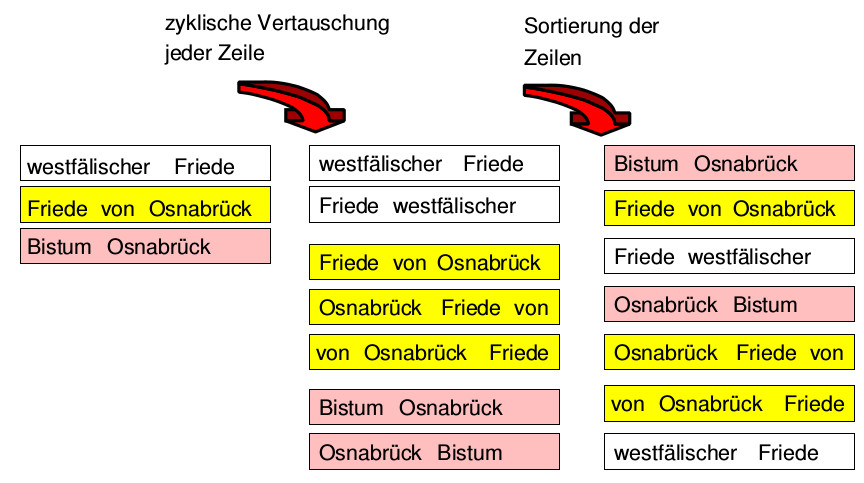 zyklische Vertauschung
jeder Zeile
Sortierung der
Zeilen
westfälischer Friede
Friede von Osnabrück
Bistum Osnabrück
westfälischer Friede
Friede westfälischer
Friede von Osnabrück
Osnabrück Friede von
von Osnabrück Friede
Bistum Osnabrück
Osnabrück Bistum
Bistum Osnabrück
Friede von Osnabrück
Friede westfälischer
Osnabrück Bistum
Osnabrück Friede von
von Osnabrück Friede
westfälischer Friede